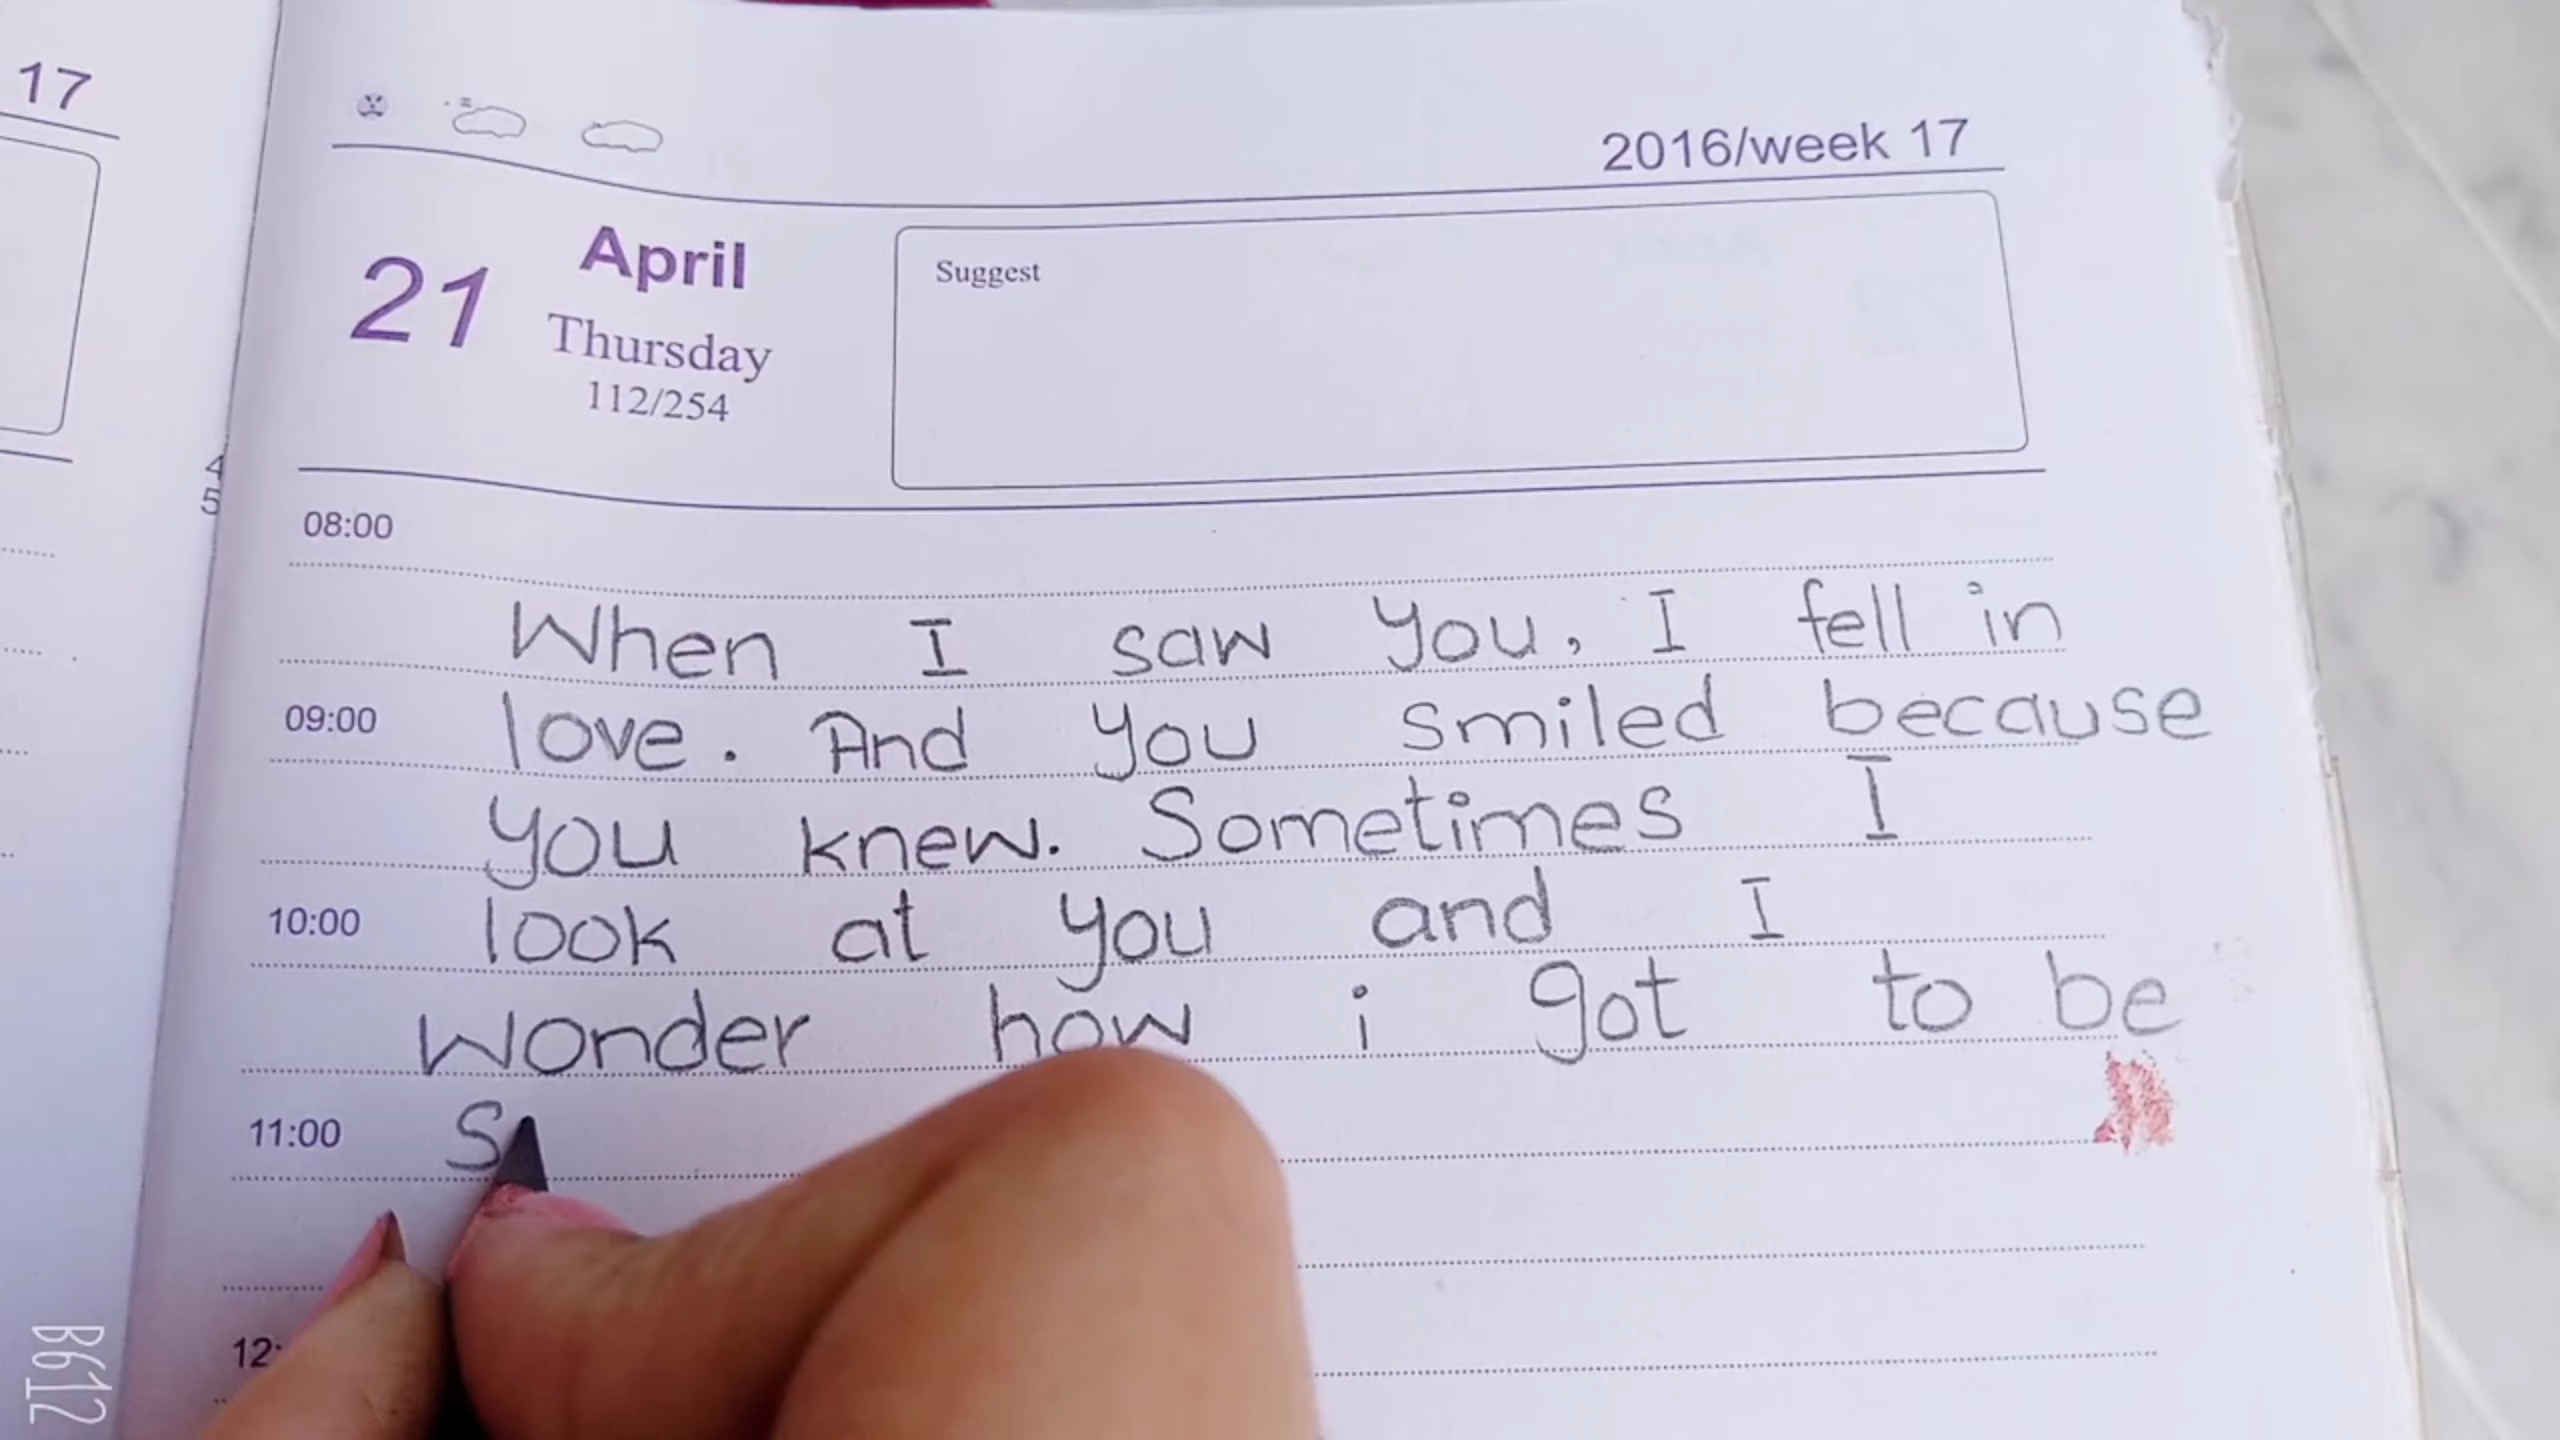 17
2016/week 17
April
21
Thursday
112/254
Suggest
4
5
08:00
When I saw you, I fell in
09:00
love. And you smiled because
you knew. Sometimes I
10:00
look at you and I
wonder how i got to be
11:00
S
12:
B612